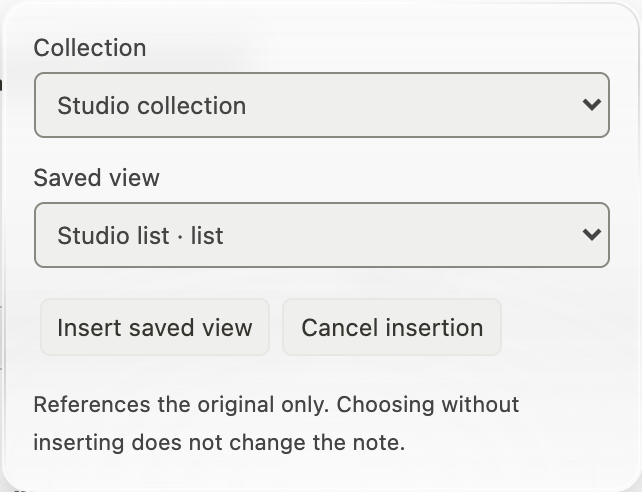 Collection
Studio collection
Saved view
Studio list · list
Insert saved view
Cancel insertion
References the original only. Choosing without
inserting does not change the note.